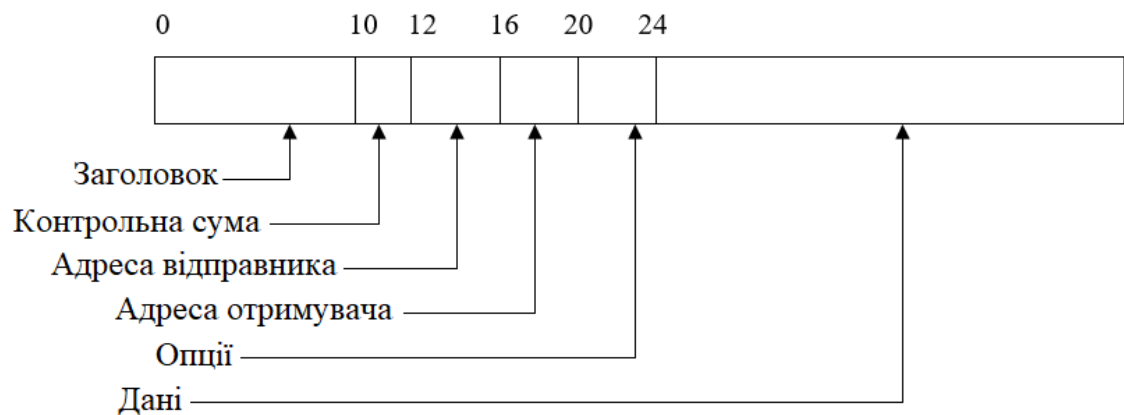 0 10 12 16 20 24
Заголовок
Контрольна сума
Адреса відправника
Адреса отримувача
Опції
Дані